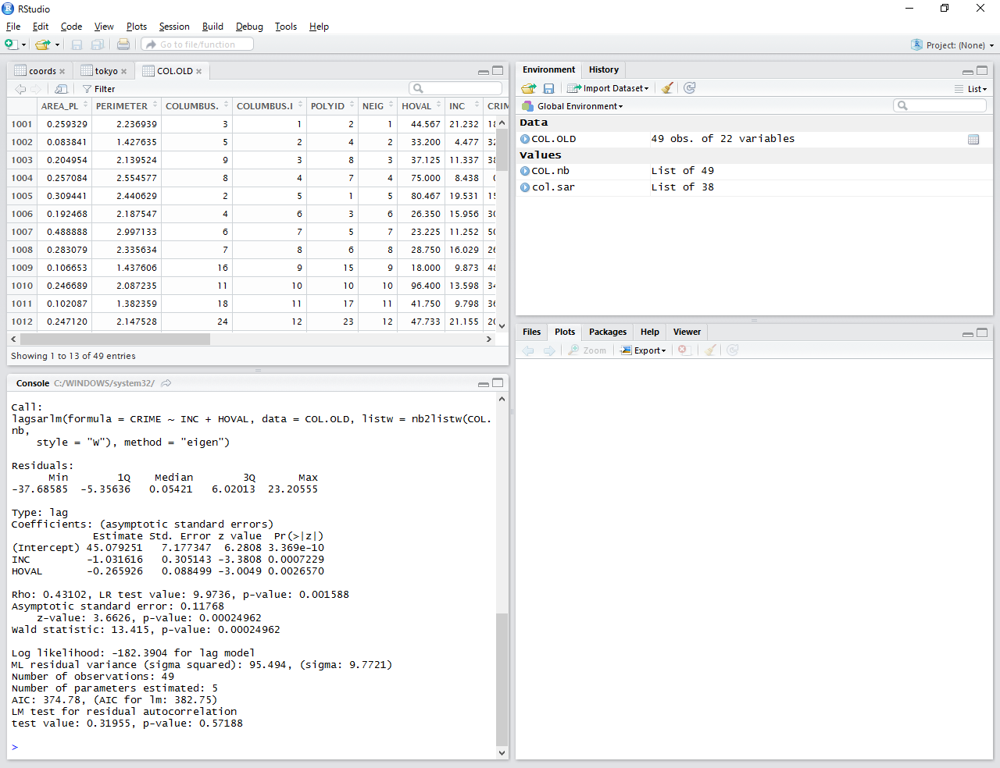 RStudio
File Edit Code View Plots Session Build Debug Tools Help
Go to file/function
Project: (None)
coords tokyo COL.OLD
Filter
AREA_PL PERIMETER COLUMBUS. COLUMBUS.I POLYID NEIG HOVAL INC CRIM
1001 0.259329 2.236939 3 1 2 1 44.567 21.232 18
1002 0.083841 1.427635 5 2 4 2 33.200 4.477 32
1003 0.204954 2.139524 9 3 8 3 37.125 11.337 38
1004 0.257084 2.554577 8 4 7 4 75.000 8.438 0
1005 0.309441 2.440629 2 5 1 5 80.467 19.531 15
1006 0.192468 2.187547 4 6 3 6 26.350 15.956 30
1007 0.488888 2.997133 6 7 5 7 23.225 11.252 50
1008 0.283079 2.335634 7 8 6 8 28.750 16.029 26
1009 0.106653 1.437606 16 9 15 9 18.000 9.873 48
1010 0.246689 2.087235 11 10 10 10 96.400 13.598 34
1011 0.102087 1.382359 18 11 17 11 41.750 9.798 36
1012 0.247120 2.147528 24 12 23 12 47.733 21.155 20
Showing 1 to 13 of 49 entries
Console C:/WINDOWS/system32/
Call:
lagsarlm(formula = CRIME ~ INC + HOVAL, data = COL.OLD, listw = nb2listw(COL.
nb,
    style = "W"), method = "eigen")
Residuals:
      Min        1Q    Median        3Q       Max
-37.68585  -5.35636   0.05421   6.02013  23.20555
Type: lag
Coefficients: (asymptotic standard errors)
             Estimate Std. Error z value  Pr(>|z|)
(Intercept) 45.079251   7.177347  6.2808 3.369e-10
INC         -1.031616   0.305143 -3.3808 0.0007229
HOVAL       -0.265926   0.088499 -3.0049 0.0026570
Rho: 0.43102, LR test value: 9.9736, p-value: 0.001588
Asymptotic standard error: 0.11768
    z-value: 3.6626, p-value: 0.00024962
Wald statistic: 13.415, p-value: 0.00024962
Log likelihood: -182.3904 for lag model
ML residual variance (sigma squared): 95.494, (sigma: 9.7721)
Number of observations: 49
Number of parameters estimated: 5
AIC: 374.78, (AIC for lm: 382.75)
LM test for residual autocorrelation
test value: 0.31955, p-value: 0.57188
>
Environment History
Import Dataset List
Global Environment
Data
COL.OLD 49 obs. of 22 variables
Values
COL.nb List of 49
col.sar List of 38
Files Plots Packages Help Viewer
Zoom Export